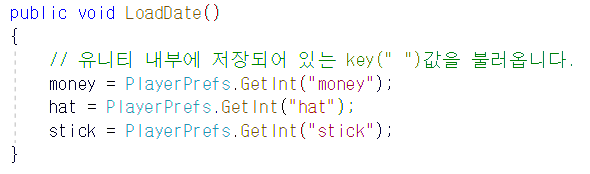 public void LoadDate()
{
// 유니티 내부에 저장되어 있는 key(" ")값을 불러옵니다.
money = PlayerPrefs.GetInt("money");
hat = PlayerPrefs.GetInt("hat");
stick = PlayerPrefs.GetInt("stick");
}